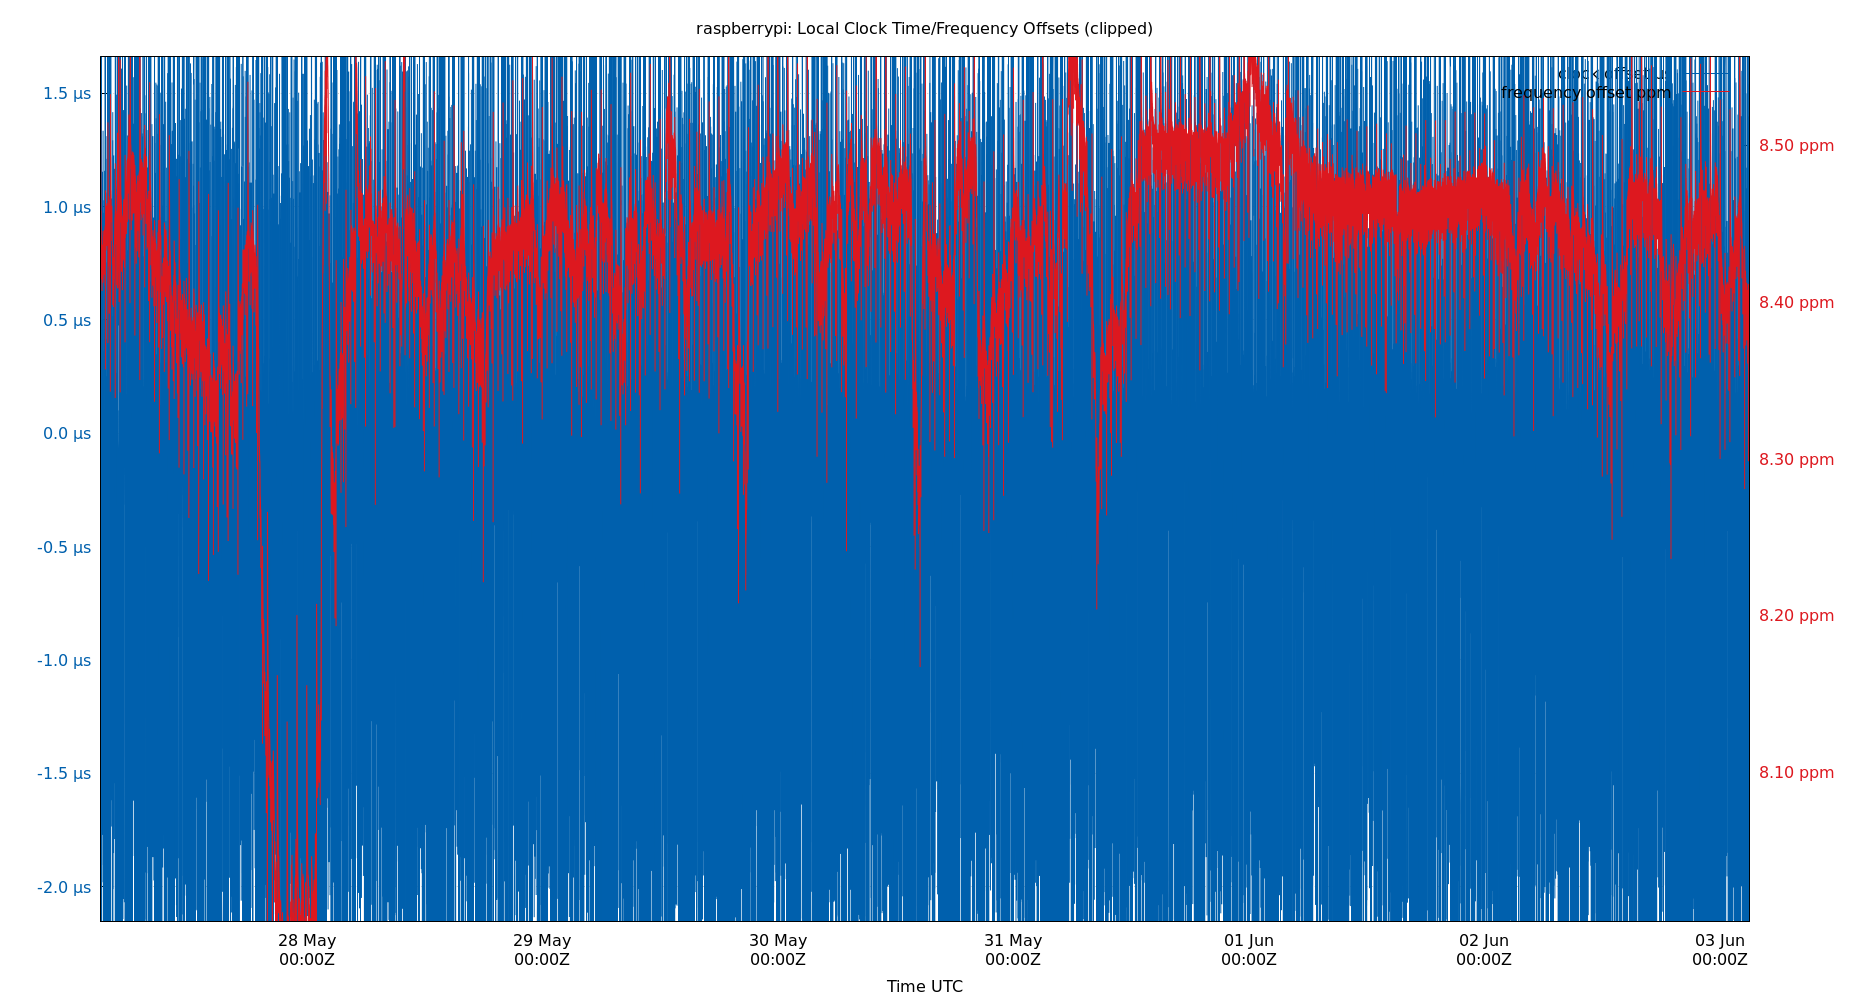 raspberrypi: Local Clock Time/Frequency Offsets (clipped)
clock offset µs
frequency offset ppm
1.5 µs
1.0 µs
0.5 µs
0.0 µs
-0.5 µs
-1.0 µs
-1.5 µs
-2.0 µs
8.50 ppm
8.40 ppm
8.30 ppm
8.20 ppm
8.10 ppm
28 May 29 May 30 May 31 May 01 Jun 02 Jun 03 Jun
00:00Z 00:00Z 00:00Z 00:00Z 00:00Z 00:00Z 00:00Z
Time UTC